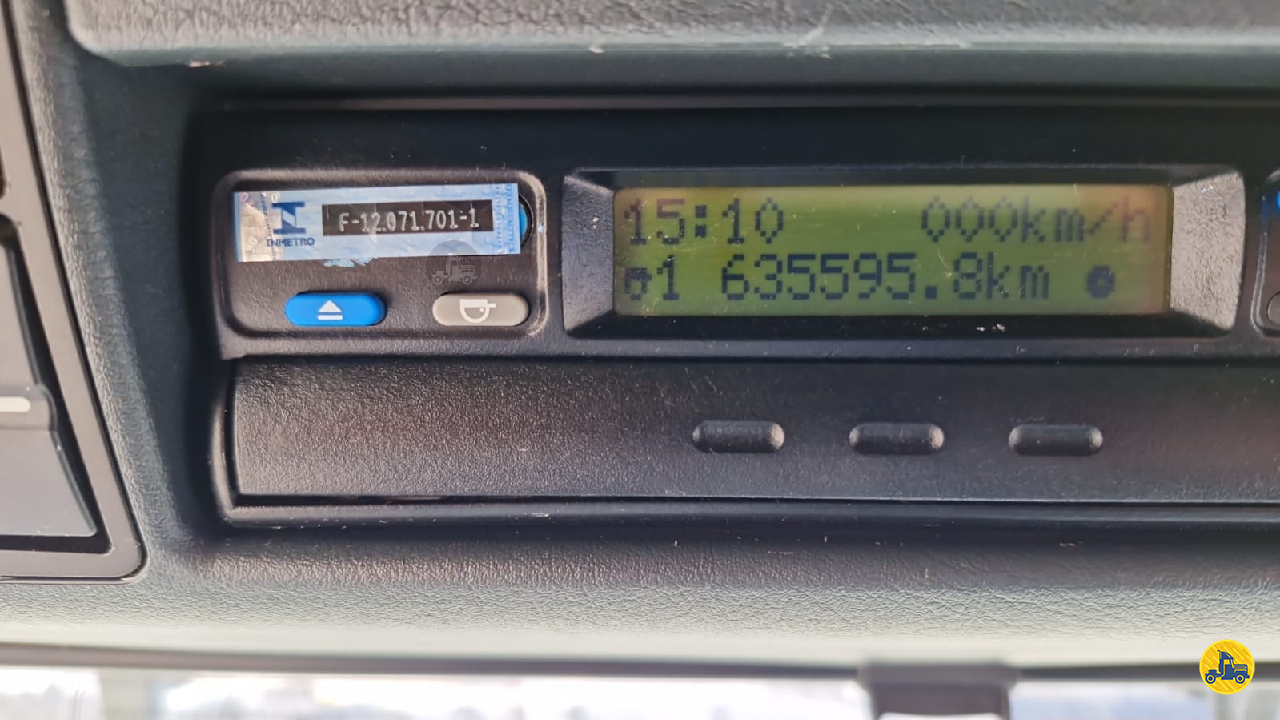 INMETRO
F-12.071.701-1
15:10 000km/h
1 635595.8km